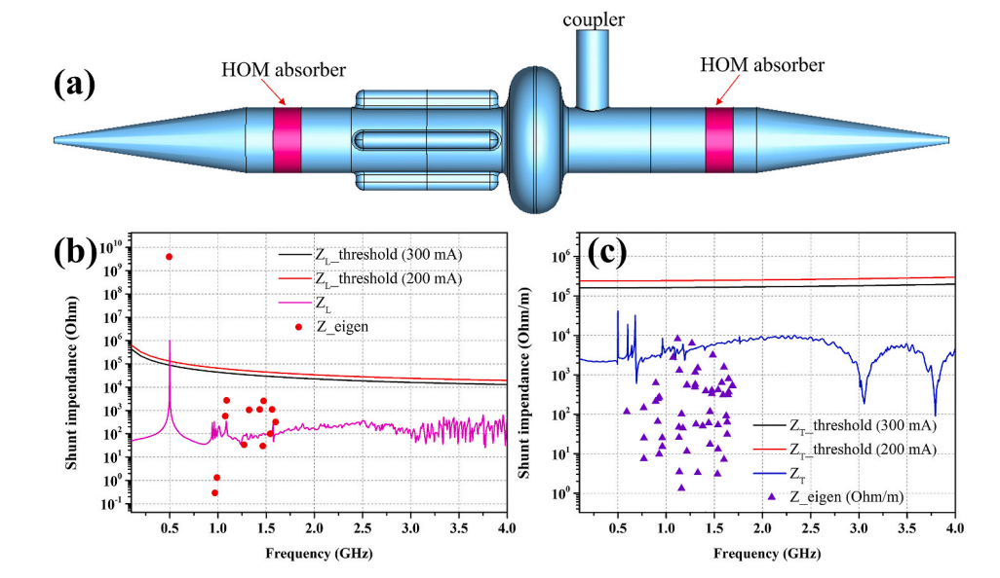 coupler
HOM absorber
HOM absorber
(a)
(b)
Shunt impedance (Ohm)
10^10
10^9
10^8
10^7
10^6
10^5
10^4
10^3
10^2
10^1
10^0
10^-1
Z_L_threshold (300 mA)
Z_L_threshold (200 mA)
Z_L
Z_eigen
0.5 1.0 1.5 2.0 2.5 3.0 3.5 4.0
Frequency (GHz)
(c)
Shunt impedance (Ohm/m)
10^6
10^5
10^4
10^3
10^2
10^1
10^0
Z_T_threshold (300 mA)
Z_T_threshold (200 mA)
Z_T
Z_eigen (Ohm/m)
0.5 1.0 1.5 2.0 2.5 3.0 3.5 4.0
Frequency (GHz)